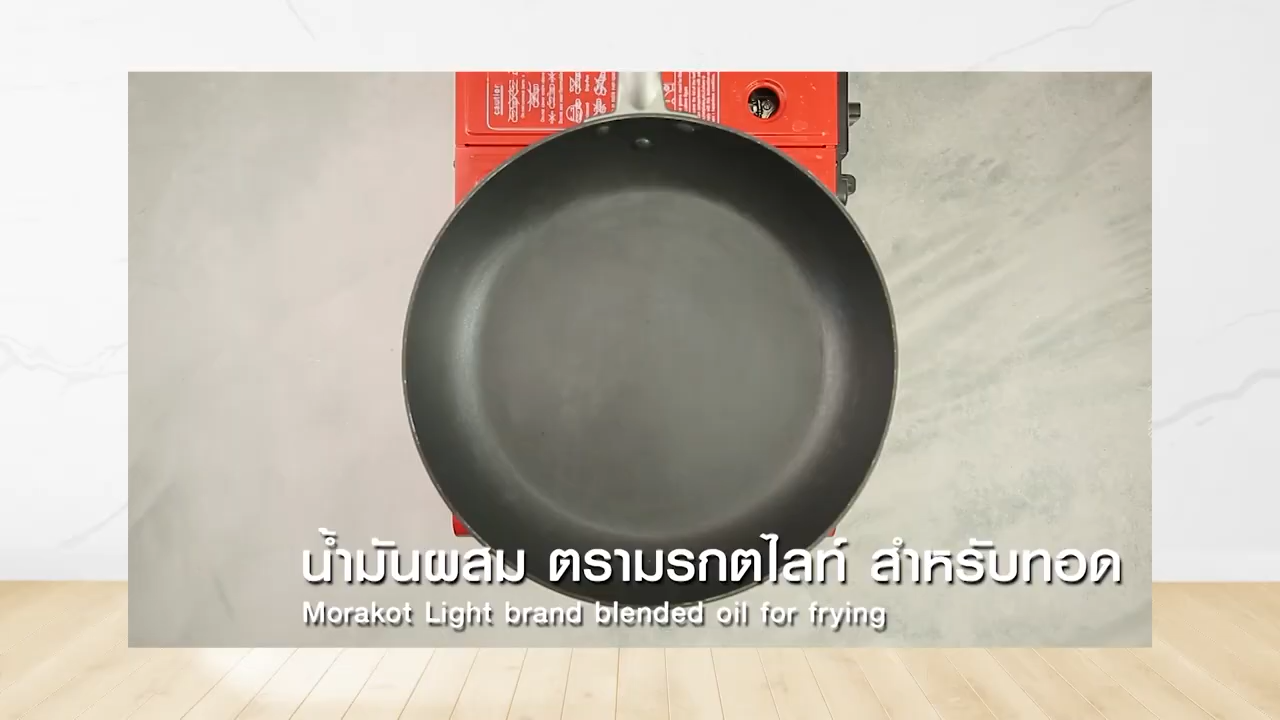 caution
น้ำมันผสม ตรามรกตไลท์ สำหรับทอด
Morakot Light brand blended oil for frying